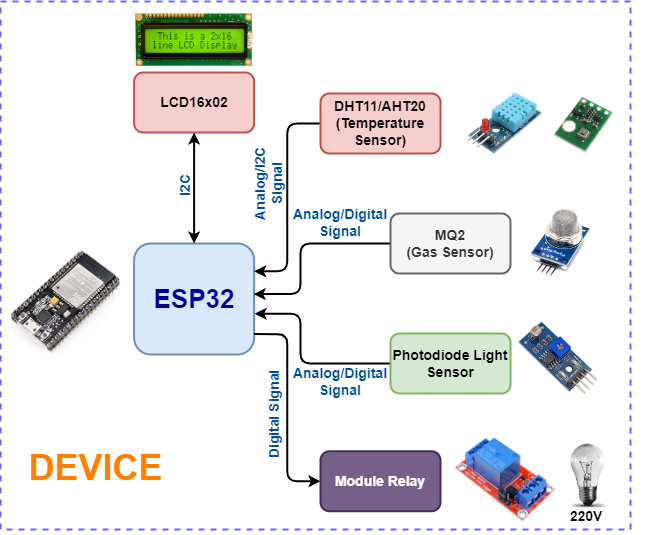 This is a 2x16
line LCD Display
LCD16x02
DHT11/AHT20
(Temperature
Sensor)
I2C
Analog/I2C
Signal
Analog/Digital
Signal
MQ2
(Gas Sensor)
ESP32
Photodiode Light
Sensor
Analog/Digital
Signal
Digital Signal
DEVICE
Module Relay
220V